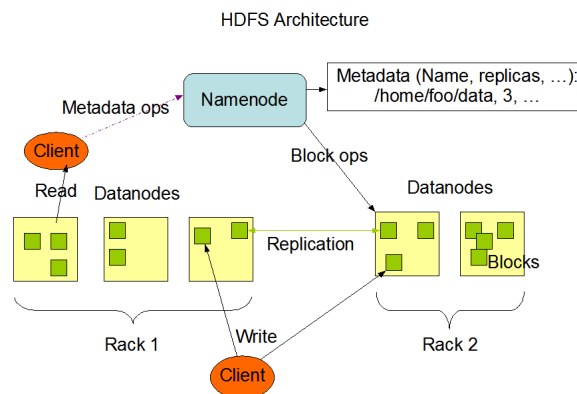 HDFS Architecture
Metadata (Name, replicas, …):
/home/foo/data, 3, …
Namenode
Metadata ops
Client
Block ops
Read
Datanodes
Datanodes
Replication
Blocks
Write
Rack 1
Rack 2
Client